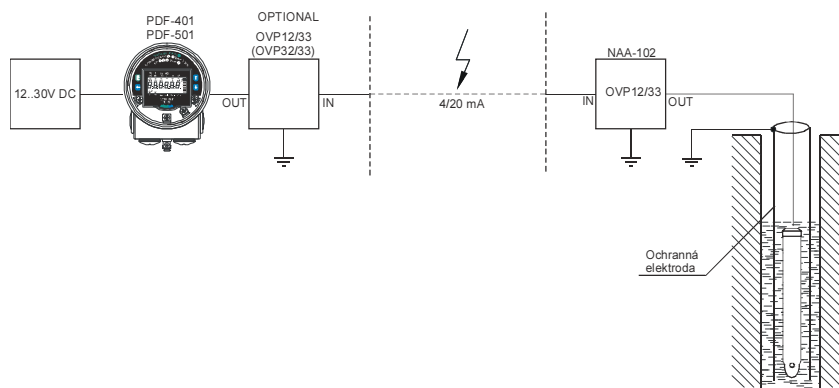 PDF-401
PDF-501
OPTIONAL
OVP12/33
(OVP32/33)
12..30V DC
OUT
IN
4/20 mA
NAA-102
IN
OVP12/33
OUT
Ochranná
elektroda